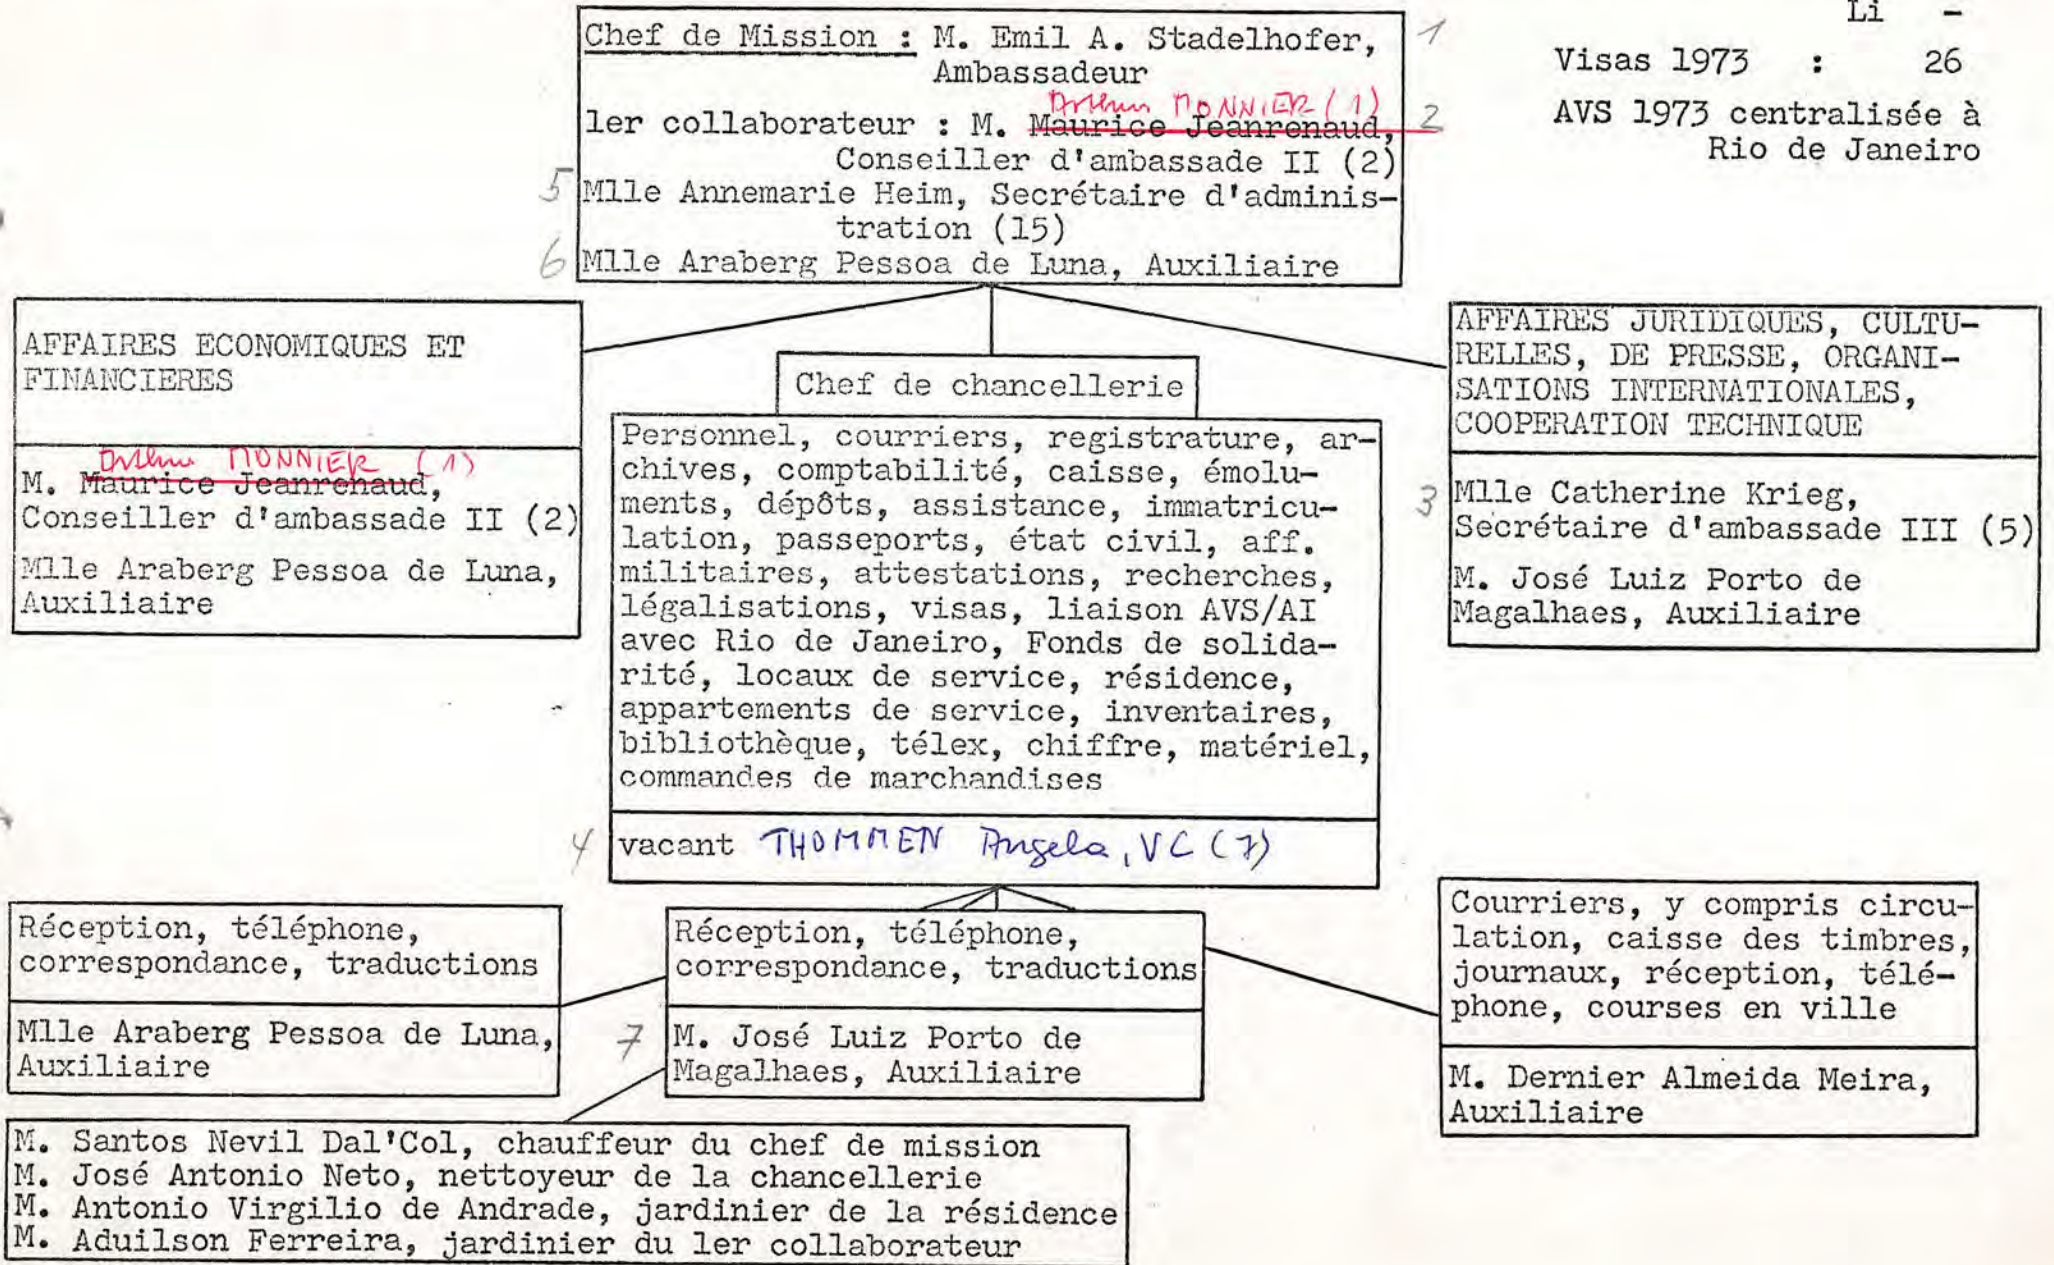 Li -
Visas 1973 : 26
AVS 1973 centralisée à
Rio de Janeiro
Chef de Mission : M. Emil A. Stadelhofer, 1
Ambassadeur
Arthur MONNIER (1)
1er collaborateur : M. Maurice Jeanrenaud, 2
Conseiller d'ambassade II (2)
5 Mlle Annemarie Heim, Secrétaire d'adminis-
tration (15)
6 Mlle Araberg Pessoa de Luna, Auxiliaire
AFFAIRES ECONOMIQUES ET
FINANCIERES
Arthur MONNIER (1)
M. Maurice Jeanrenaud,
Conseiller d'ambassade II (2)
Mlle Araberg Pessoa de Luna,
Auxiliaire
Chef de chancellerie
Personnel, courriers, registrature, ar-
chives, comptabilité, caisse, émolu-
ments, dépôts, assistance, immatricu-
lation, passeports, état civil, aff.
militaires, attestations, recherches,
légalisations, visas, liaison AVS/AI
avec Rio de Janeiro, Fonds de solida-
rité, locaux de service, résidence,
appartements de service, inventaires,
bibliothèque, télex, chiffre, matériel,
commandes de marchandises
4 vacant THOMMEN Angela, VC (7)
AFFAIRES JURIDIQUES, CULTU-
RELLES, DE PRESSE, ORGANI-
SATIONS INTERNATIONALES,
COOPERATION TECHNIQUE
3 Mlle Catherine Krieg,
Secrétaire d'ambassade III (5)
M. José Luiz Porto de
Magalhaes, Auxiliaire
Réception, téléphone,
correspondance, traductions
Mlle Araberg Pessoa de Luna,
Auxiliaire
Réception, téléphone,
correspondance, traductions
7 M. José Luiz Porto de
Magalhaes, Auxiliaire
Courriers, y compris circu-
lation, caisse des timbres,
journaux, réception, télé-
phone, courses en ville
M. Dernier Almeida Meira,
Auxiliaire
M. Santos Nevil Dal'Col, chauffeur du chef de mission
M. José Antonio Neto, nettoyeur de la chancellerie
M. Antonio Virgilio de Andrade, jardinier de la résidence
M. Aduilson Ferreira, jardinier du 1er collaborateur